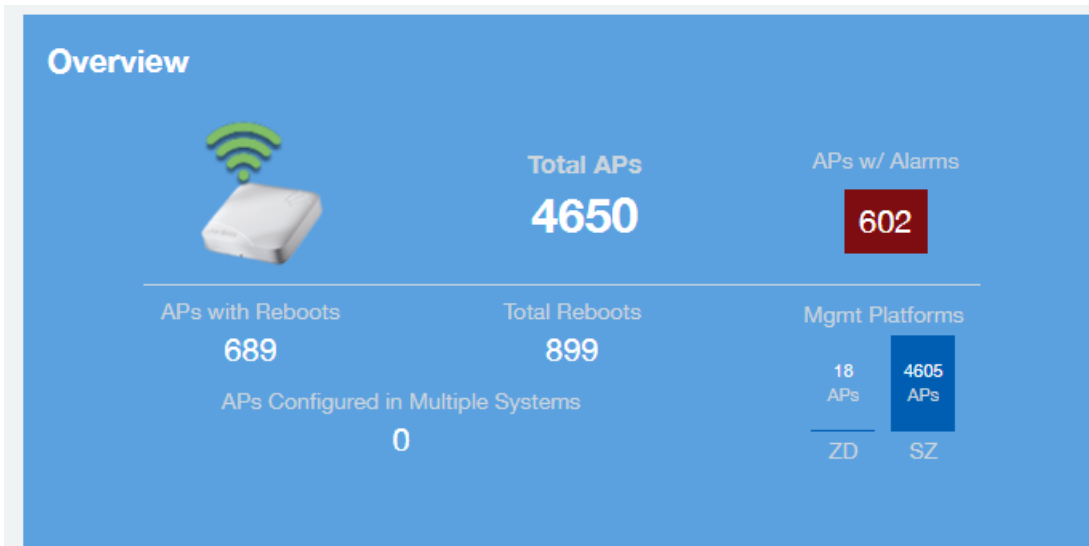 Overview
Total APs
4650
APs w/ Alarms
602
APs with Reboots
689
Total Reboots
899
APs Configured in Multiple Systems
0
Mgmt Platforms
18
APs
4605
APs
ZD
SZ